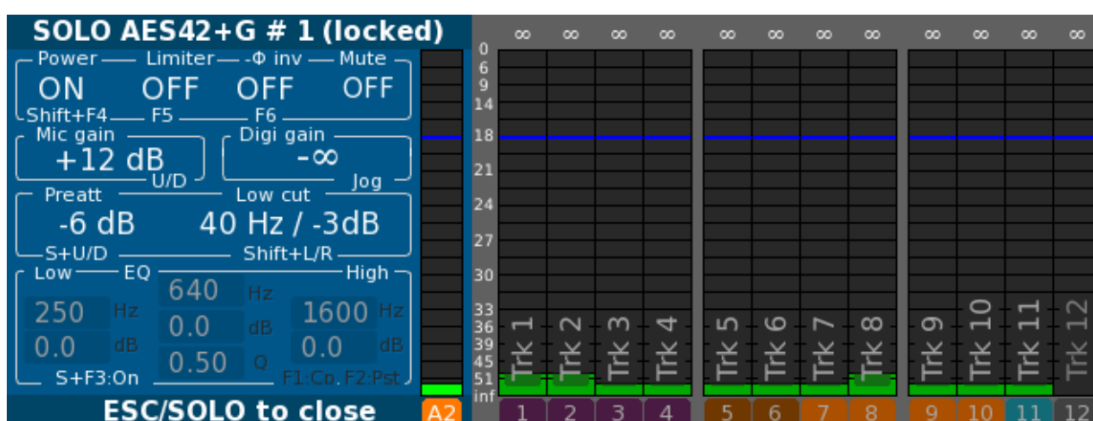 SOLO AES42+G # 1 (locked)
Power Limiter -Φ inv Mute
ON OFF OFF OFF
Shift+F4 F5 F6
Mic gain Digi gain
+12 dB -∞
U/D Jog
Preatt Low cut
-6 dB 40 Hz / -3dB
S+U/D Shift+L/R
Low EQ High
640 Hz
250 Hz 1600 Hz
0.0 dB
0.0 dB 0.0 dB
0.50 Q
S+F3:On F1:Cp, F2:Pst
ESC/SOLO to close
A2
∞ ∞ ∞ ∞ ∞ ∞ ∞ ∞ ∞ ∞ ∞ ∞
0
6
9
14
18
21
24
27
30
33
36
39
45
51
inf
Trk 1 Trk 2 Trk 3 Trk 4 Trk 5 Trk 6 Trk 7 Trk 8 Trk 9 Trk 10 Trk 11 Trk 12
1 2 3 4 5 6 7 8 9 10 11 12